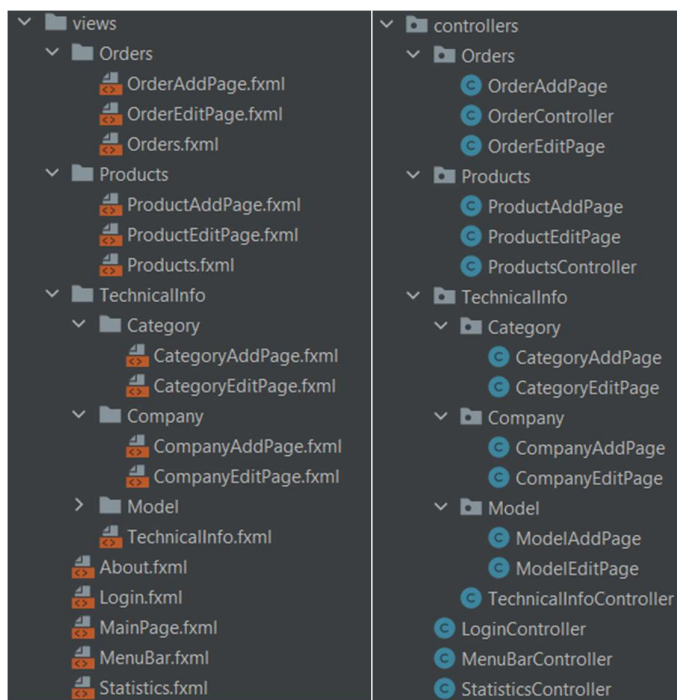 views
Orders
OrderAddPage.fxml
OrderEditPage.fxml
Orders.fxml
Products
ProductAddPage.fxml
ProductEditPage.fxml
Products.fxml
TechnicalInfo
Category
CategoryAddPage.fxml
CategoryEditPage.fxml
Company
CompanyAddPage.fxml
CompanyEditPage.fxml
Model
TechnicalInfo.fxml
About.fxml
Login.fxml
MainPage.fxml
MenuBar.fxml
Statistics.fxml
controllers
Orders
OrderAddPage
OrderController
OrderEditPage
Products
ProductAddPage
ProductEditPage
ProductsController
TechnicalInfo
Category
CategoryAddPage
CategoryEditPage
Company
CompanyAddPage
CompanyEditPage
Model
ModelAddPage
ModelEditPage
TechnicalInfoController
LoginController
MenuBarController
StatisticsController